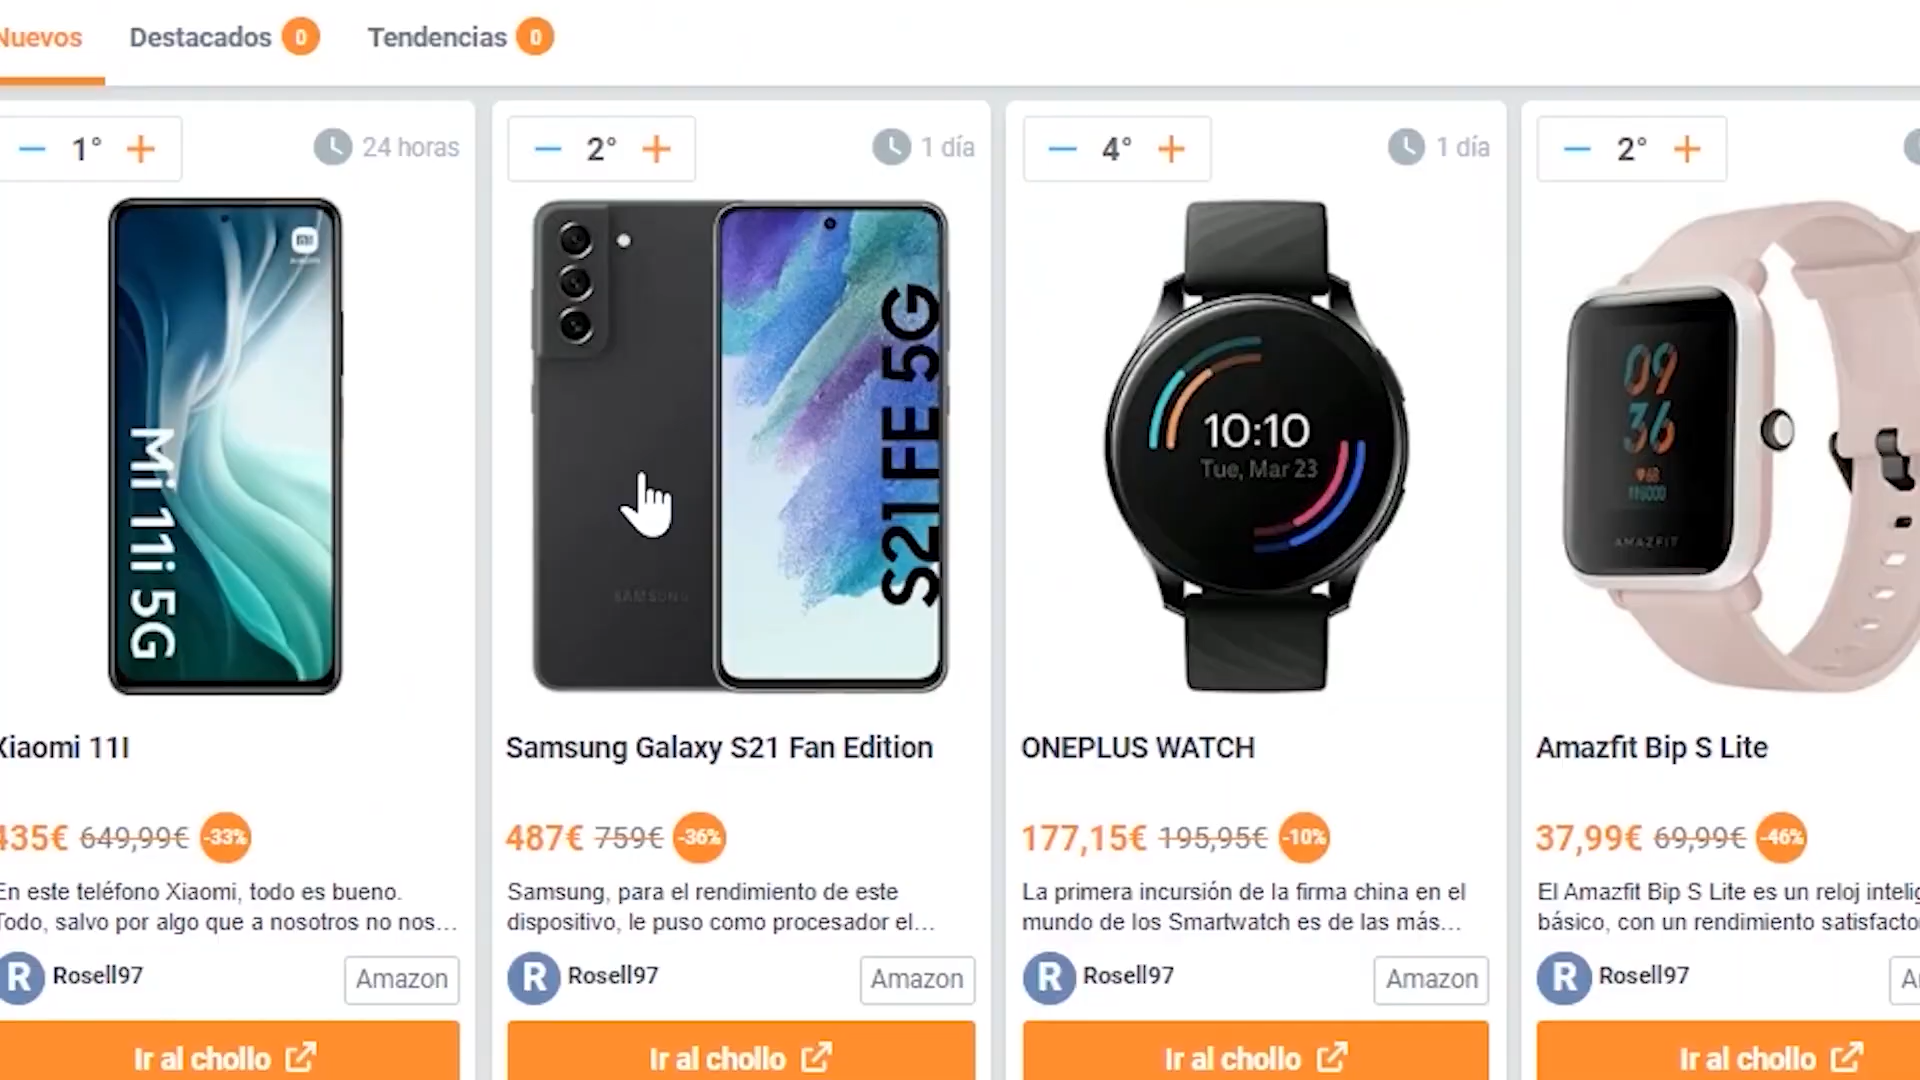 Nuevos Destacados 0 Tendencias 0
1° 24 horas
Mi 11i 5G
Xiaomi 11I
435€ 649,99€ -33%
En este teléfono Xiaomi, todo es bueno.
Todo, salvo por algo que a nosotros no nos...
R Rosell97 Amazon
Ir al chollo
2° 1 día
SAMSUNG
S21 FE 5G
Samsung Galaxy S21 Fan Edition
487€ 759€ -36%
Samsung, para el rendimiento de este
dispositivo, le puso como procesador el...
R Rosell97 Amazon
Ir al chollo
4° 1 día
10:10
Tue, Mar 23
ONEPLUS WATCH
177,15€ 195,95€ -10%
La primera incursión de la firma china en el
mundo de los Smartwatch es de las más...
R Rosell97 Amazon
Ir al chollo
2°
09
36
AMAZFIT
Amazfit Bip S Lite
37,99€ 69,99€ -46%
El Amazfit Bip S Lite es un reloj intelig
básico, con un rendimiento satisfacto
R Rosell97
Ir al chollo